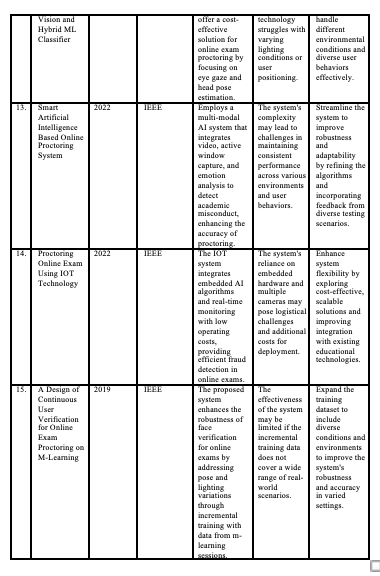 Vision and
Hybrid ML
Classifier
offer a cost-
effective
solution for
online exam
proctoring by
focusing on
eye gaze and
head pose
estimation.
technology
struggles with
varying
lighting
conditions or
user
positioning.
handle
different
environmental
conditions and
diverse user
behaviors
effectively.
13.
Smart
Artificial
Intelligence
Based Online
Proctoring
System
2022
IEEE
Employs a
multi-modal
AI system that
integrates
video, active
window
capture, and
emotion
analysis to
detect
academic
misconduct,
enhancing the
accuracy of
proctoring.
The system's
complexity
may lead to
challenges in
maintaining
consistent
performance
across various
environments
and user
behaviors.
Streamline the
system to
improve
robustness
and
adaptability
by refining the
algorithms
and
incorporating
feedback from
diverse testing
scenarios.
14.
Proctoring
Online Exam
Using IOT
Technology
2022
IEEE
The IOT
system
integrates
embedded AI
algorithms
and real-time
monitoring
with low
operating
costs,
providing
efficient fraud
detection in
online exams.
The system's
reliance on
embedded
hardware and
multiple
cameras may
pose logistical
challenges
and additional
costs for
deployment.
Enhance
system
flexibility by
exploring
cost-effective,
scalable
solutions and
improving
integration
with existing
educational
technologies.
15.
A Design of
Continuous
User
Verification
for Online
Exam
Proctoring on
M-Learning
2019
IEEE
The proposed
system
enhances the
robustness of
face
verification
for online
exams by
addressing
pose and
lighting
variations
through
incremental
training with
data from m-
learning
sessions.
The
effectiveness
of the system
may be
limited if the
incremental
training data
does not
cover a wide
range of real-
world
scenarios.
Expand the
training
dataset to
include
diverse
conditions and
environments
to improve the
system's
robustness
and accuracy
in varied
settings.